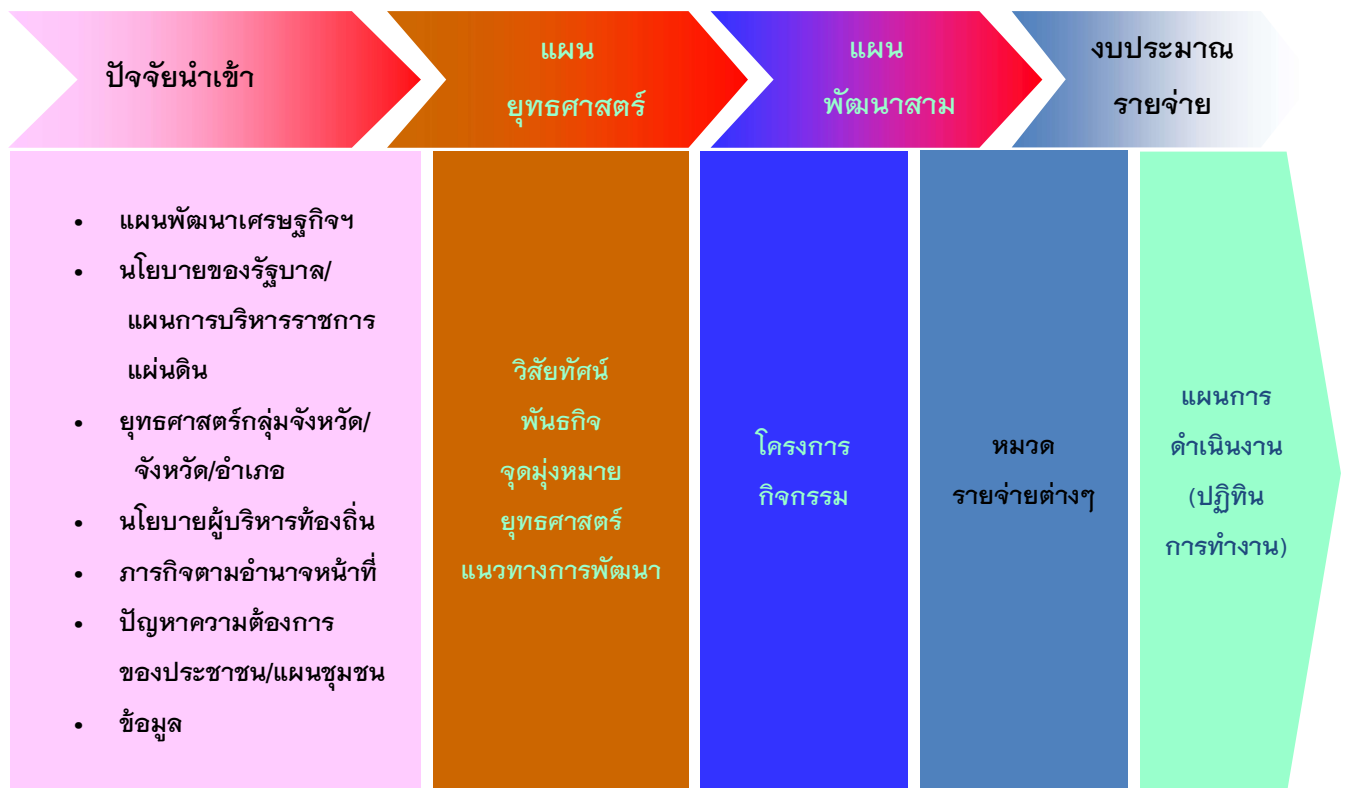 ปัจจัยนำเข้า
แผน
ยุทธศาสตร์
แผน
พัฒนาสาม
งบประมาณ
รายจ่าย
• แผนพัฒนาเศรษฐกิจฯ
• นโยบายของรัฐบาล/
แผนการบริหารราชการ
แผ่นดิน
• ยุทธศาสตร์กลุ่มจังหวัด/
จังหวัด/อำเภอ
• นโยบายผู้บริหารท้องถิ่น
• ภารกิจตามอำนาจหน้าที่
• ปัญหาความต้องการ
ของประชาชน/แผนชุมชน
• ข้อมูล
วิสัยทัศน์
พันธกิจ
จุดมุ่งหมาย
ยุทธศาสตร์
แนวทางการพัฒนา
โครงการ
กิจกรรม
หมวด
รายจ่ายต่างๆ
แผนการ
ดำเนินงาน
(ปฏิทิน
การทำงาน)